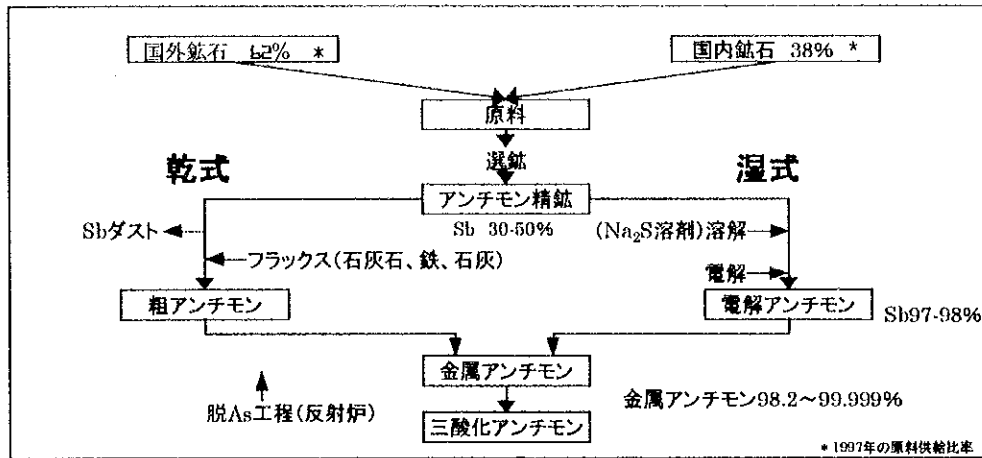 国外鉱石 62% *
国内鉱石 38% *
原料
選鉱
乾式
湿式
アンチモン精鉱
Sb 30-50%
Sbダスト
(Na₂S溶剤)溶解
フラックス(石灰石、鉄、石灰)
電解
粗アンチモン
電解アンチモン
Sb97-98%
金属アンチモン
脱As工程(反射炉)
金属アンチモン98.2～99.999%
三酸化アンチモン
* 1997年の原料供給比率